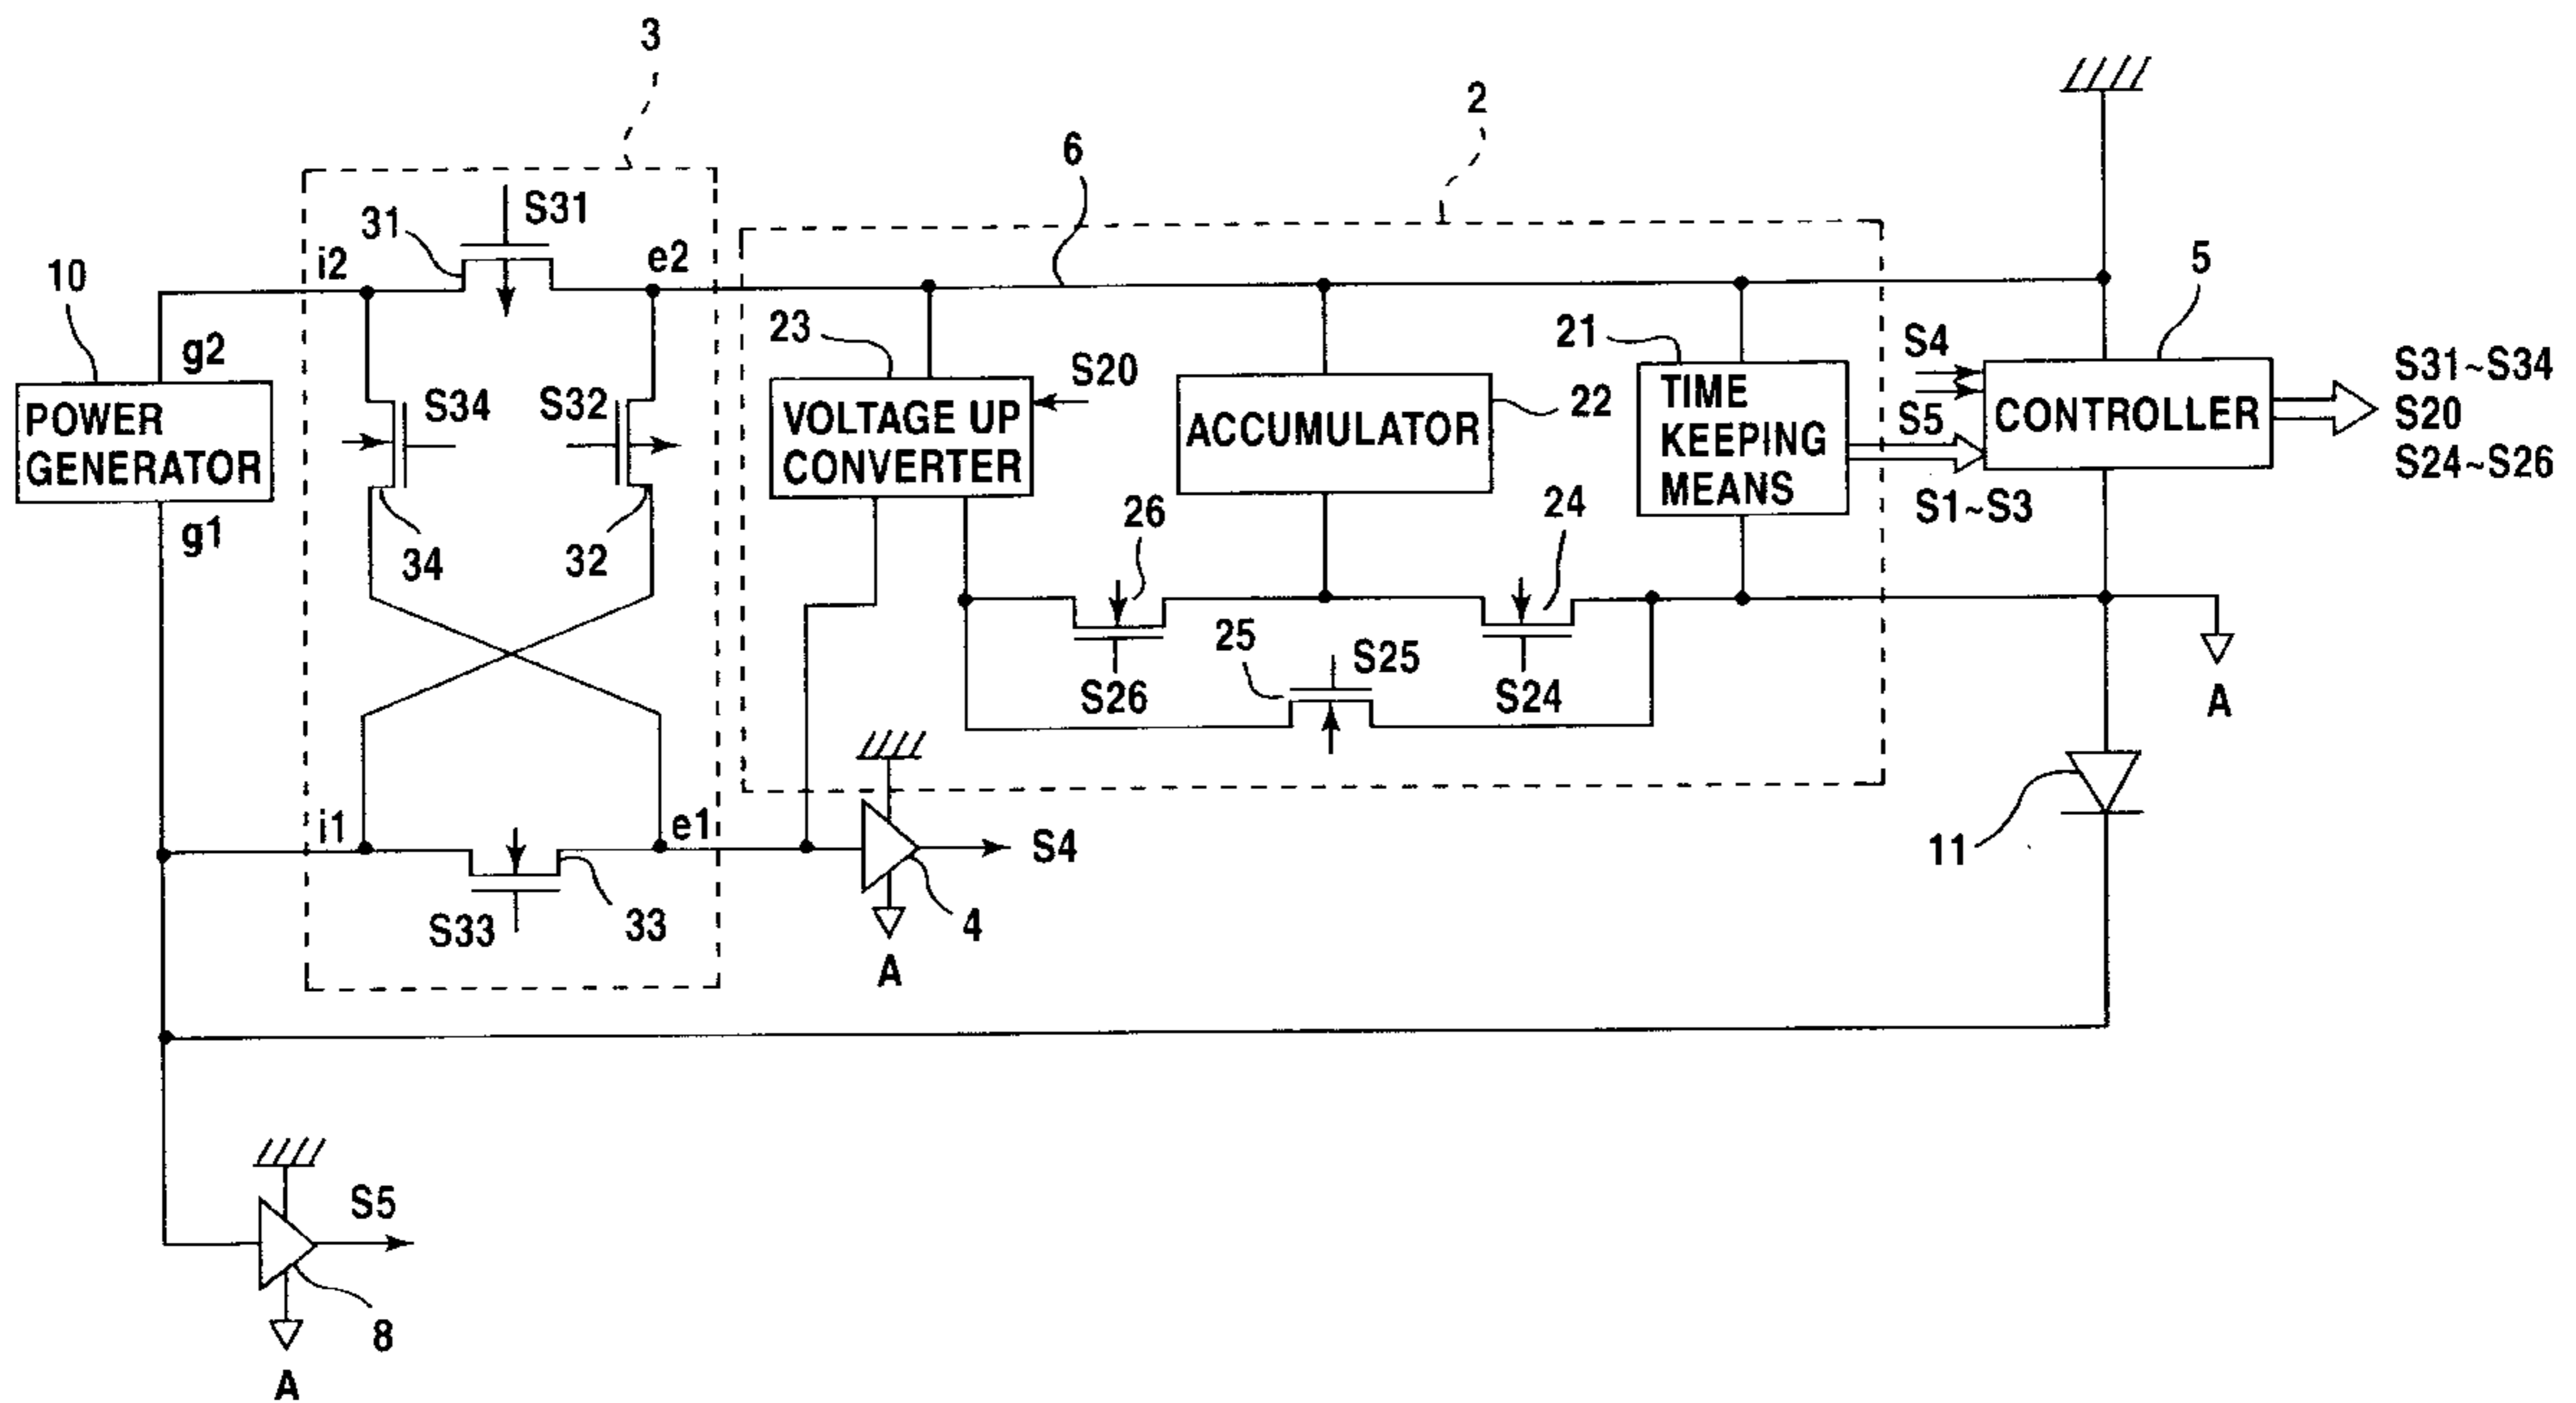 3
2
6
S31
31
i2
e2
10
5
g2
23
21
S4
S20
S34
S32
22
S31~S34
POWER
GENERATOR
VOLTAGE UP
CONVERTER
ACCUMULATOR
TIME
KEEPING
MEANS
S5
CONTROLLER
S20
S24~S26
S1~S3
g1
34
32
26
24
25
S25
S26
S24
A
i1
e1
S4
11
S33
33
4
A
S5
8
A